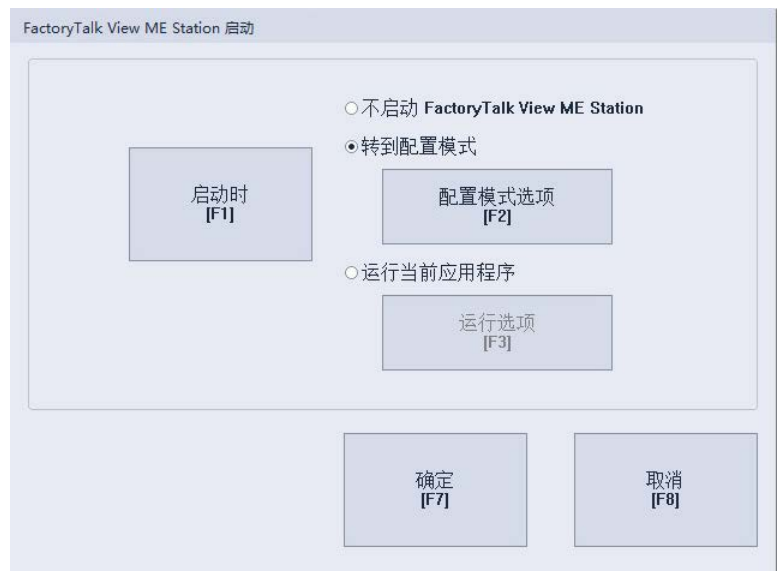 FactoryTalk View ME Station 启动
不启动 FactoryTalk View ME Station
转到配置模式
启动时
[F1]
配置模式选项
[F2]
运行当前应用程序
运行选项
[F3]
确定
[F7]
取消
[F8]